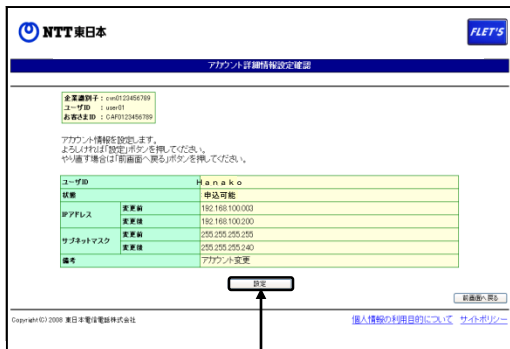 NTT東日本
FLET'S
アカウント詳細情報設定確認
企業識別子：cwn0123456789
ユーザID ：user01
お客さまID ：CAF0123456789
アカウント情報を設定します。
よろしければ「設定」ボタンを押してください。
やり直す場合は「前画面へ戻る」ボタンを押してください。
ユーザID Hanako
状態 申込可能
IPアドレス 変更前 192.168.100.003
変更後 192.168.100.200
サブネットマスク 変更前 255.255.255.255
変更後 255.255.255.240
備考 アカウント変更
設定
前画面へ戻る
Copyright(C) 2008 東日本電信電話株式会社
個人情報の利用目的について サイトポリシー